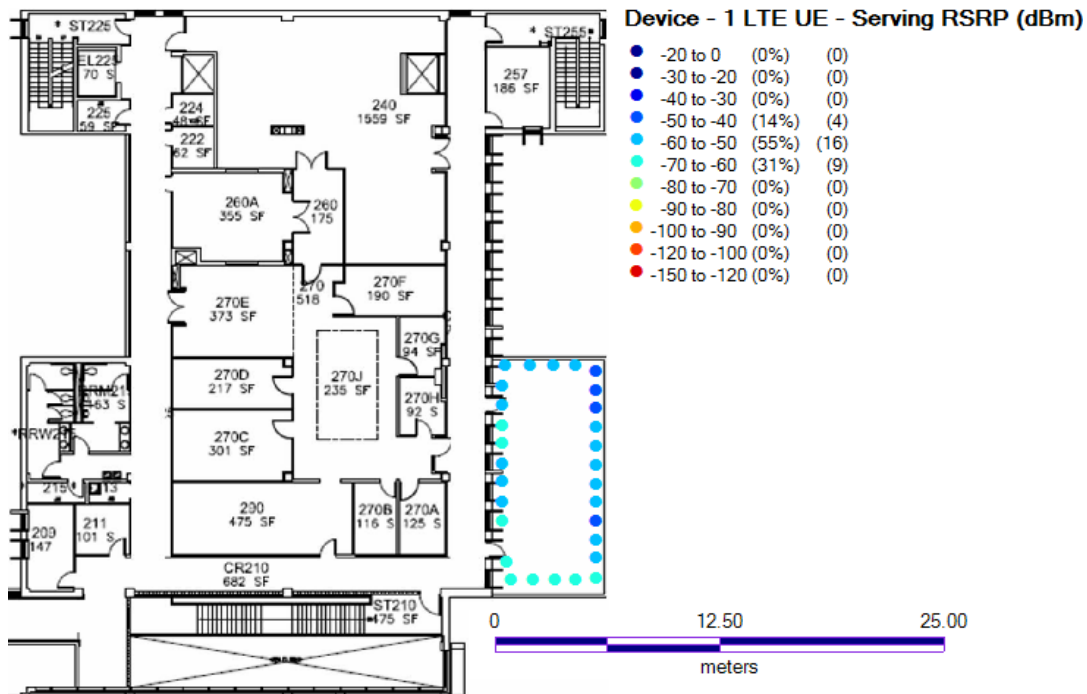 Device - 1 LTE UE - Serving RSRP (dBm)
-20 to 0 (0%) (0)
-30 to -20 (0%) (0)
-40 to -30 (0%) (0)
-50 to -40 (14%) (4)
-60 to -50 (55%) (16)
-70 to -60 (31%) (9)
-80 to -70 (0%) (0)
-90 to -80 (0%) (0)
-100 to -90 (0%) (0)
-120 to -100 (0%) (0)
-150 to -120 (0%) (0)
ST225
ST255
EL225
70 S
257
186 SF
225
59 SF
224
240
1559 SF
222
62 SF
260A
355 SF
260
175
270E
373 SF
270
518
270F
190 SF
270G
94 SF
270D
217 SF
270J
235 SF
270H
92 S
63 S
270C
301 SF
215
13
290
475 SF
270B
116 S
270A
125 S
209
147
211
101 S
CR210
682 SF
ST210
475 SF
0 12.50 25.00
meters